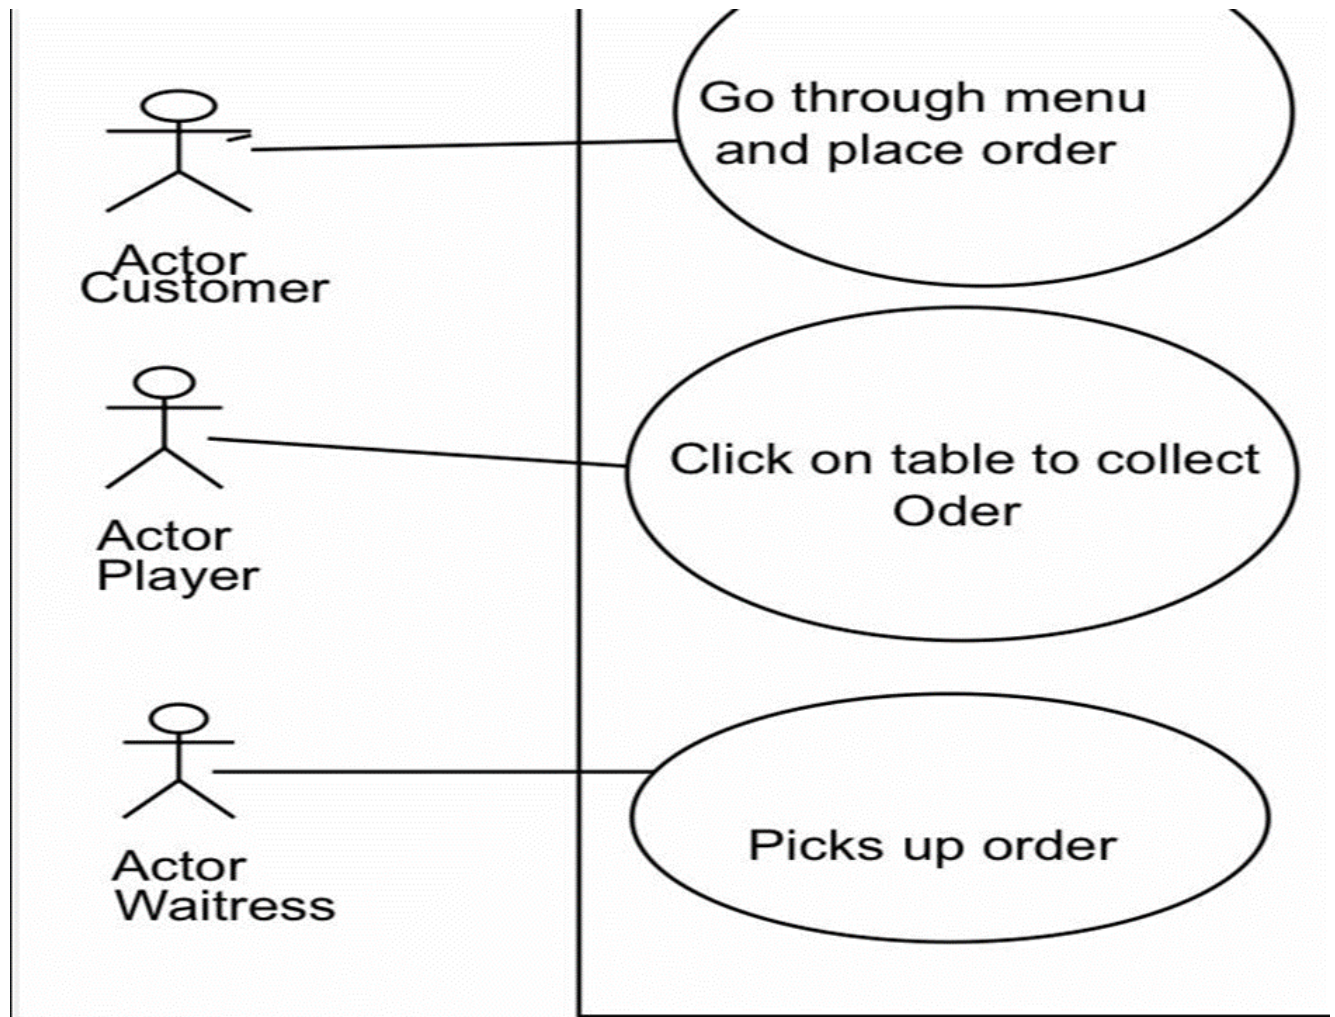 Go through menu
and place order
Actor
Customer
Click on table to collect
Oder
Actor
Player
Picks up order
Actor
Waitress